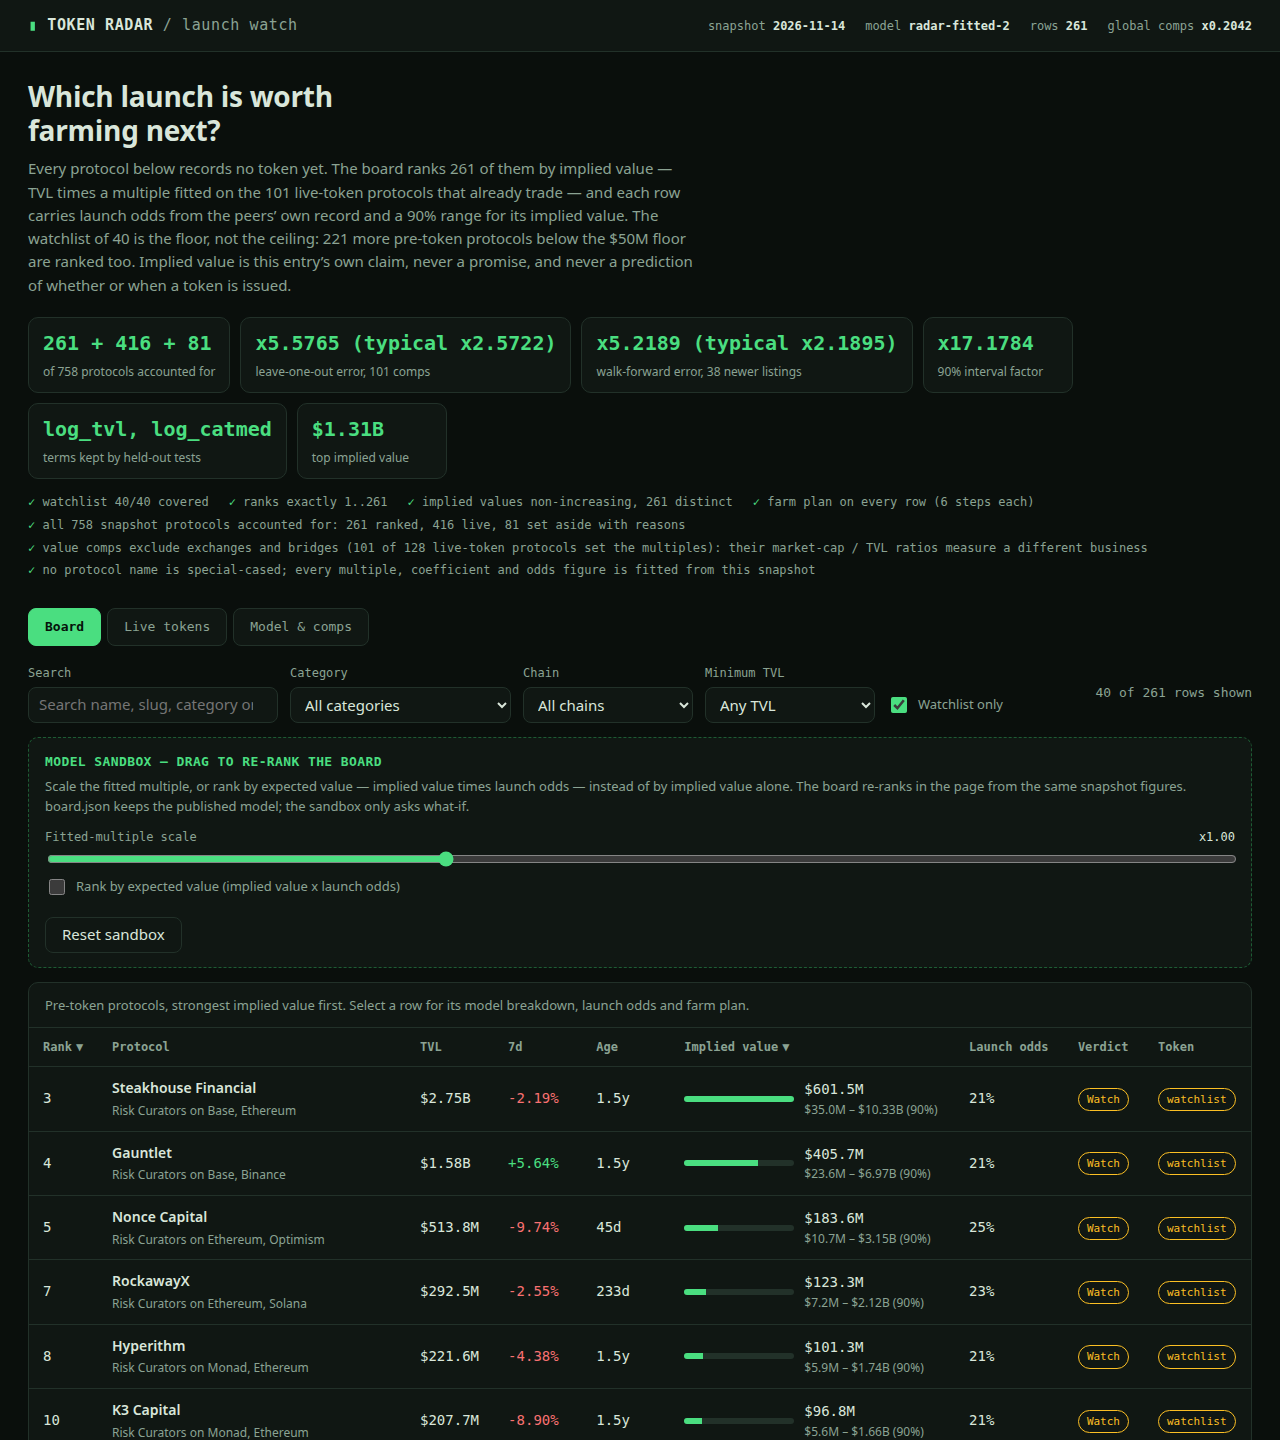 TOKEN RADAR / launch watch
snapshot 2026-11-14 model radar-fitted-2 rows 261 global comps x0.2042
Which launch is worth
farming next?
Every protocol below records no token yet. The board ranks 261 of them by implied value —
TVL times a multiple fitted on the 101 live-token protocols that already trade — and each row
carries launch odds from the peers’ own record and a 90% range for its implied value. The
watchlist of 40 is the floor, not the ceiling: 221 more pre-token protocols below the $50M floor
are ranked too. Implied value is this entry’s own claim, never a promise, and never a prediction
of whether or when a token is issued.
261 + 416 + 81
of 758 protocols accounted for
x5.5765 (typical x2.5722)
leave-one-out error, 101 comps
x5.2189 (typical x2.1895)
walk-forward error, 38 newer listings
x17.1784
90% interval factor
log_tvl, log_catmed
terms kept by held-out tests
$1.31B
top implied value
✓ watchlist 40/40 covered ✓ ranks exactly 1..261 ✓ implied values non-increasing, 261 distinct ✓ farm plan on every row (6 steps each)
✓ all 758 snapshot protocols accounted for: 261 ranked, 416 live, 81 set aside with reasons
✓ value comps exclude exchanges and bridges (101 of 128 live-token protocols set the multiples): their market-cap / TVL ratios measure a different business
✓ no protocol name is special-cased; every multiple, coefficient and odds figure is fitted from this snapshot
Board Live tokens Model & comps
Search Category Chain Minimum TVL
Search name, slug, category or All categories All chains Any TVL Watchlist only 40 of 261 rows shown
MODEL SANDBOX — DRAG TO RE-RANK THE BOARD
Scale the fitted multiple, or rank by expected value — implied value times launch odds — instead of by implied value alone. The board re-ranks in the page from the same snapshot figures.
board.json keeps the published model; the sandbox only asks what-if.
Fitted-multiple scale x1.00
Rank by expected value (implied value x launch odds)
Reset sandbox
Pre-token protocols, strongest implied value first. Select a row for its model breakdown, launch odds and farm plan.
Rank ▼ Protocol TVL 7d Age Implied value ▼ Launch odds Verdict Token
3 Steakhouse Financial $2.75B -2.19% 1.5y $601.5M 21% Watch watchlist
Risk Curators on Base, Ethereum $35.0M – $10.33B (90%)
4 Gauntlet $1.58B +5.64% 1.5y $405.7M 21% Watch watchlist
Risk Curators on Base, Binance $23.6M – $6.97B (90%)
5 Nonce Capital $513.8M -9.74% 45d $183.6M 25% Watch watchlist
Risk Curators on Ethereum, Optimism $10.7M – $3.15B (90%)
7 RockawayX $292.5M -2.55% 233d $123.3M 23% Watch watchlist
Risk Curators on Ethereum, Solana $7.2M – $2.12B (90%)
8 Hyperithm $221.6M -4.38% 1.5y $101.3M 21% Watch watchlist
Risk Curators on Monad, Ethereum $5.9M – $1.74B (90%)
10 K3 Capital $207.7M -8.90% 1.5y $96.8M 21% Watch watchlist
Risk Curators on Monad, Ethereum $5.6M – $1.66B (90%)